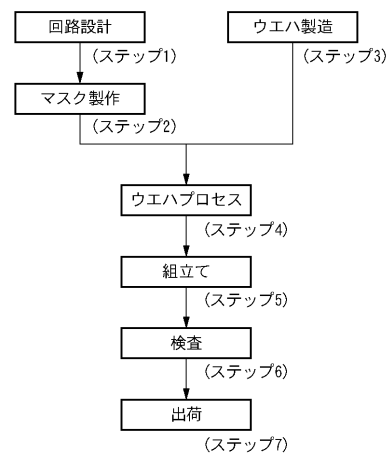 回路設計
(ステップ1)
マスク製作
(ステップ2)
ウエハ製造
(ステップ3)
ウエハプロセス
(ステップ4)
組立て
(ステップ5)
検査
(ステップ6)
出荷
(ステップ7)